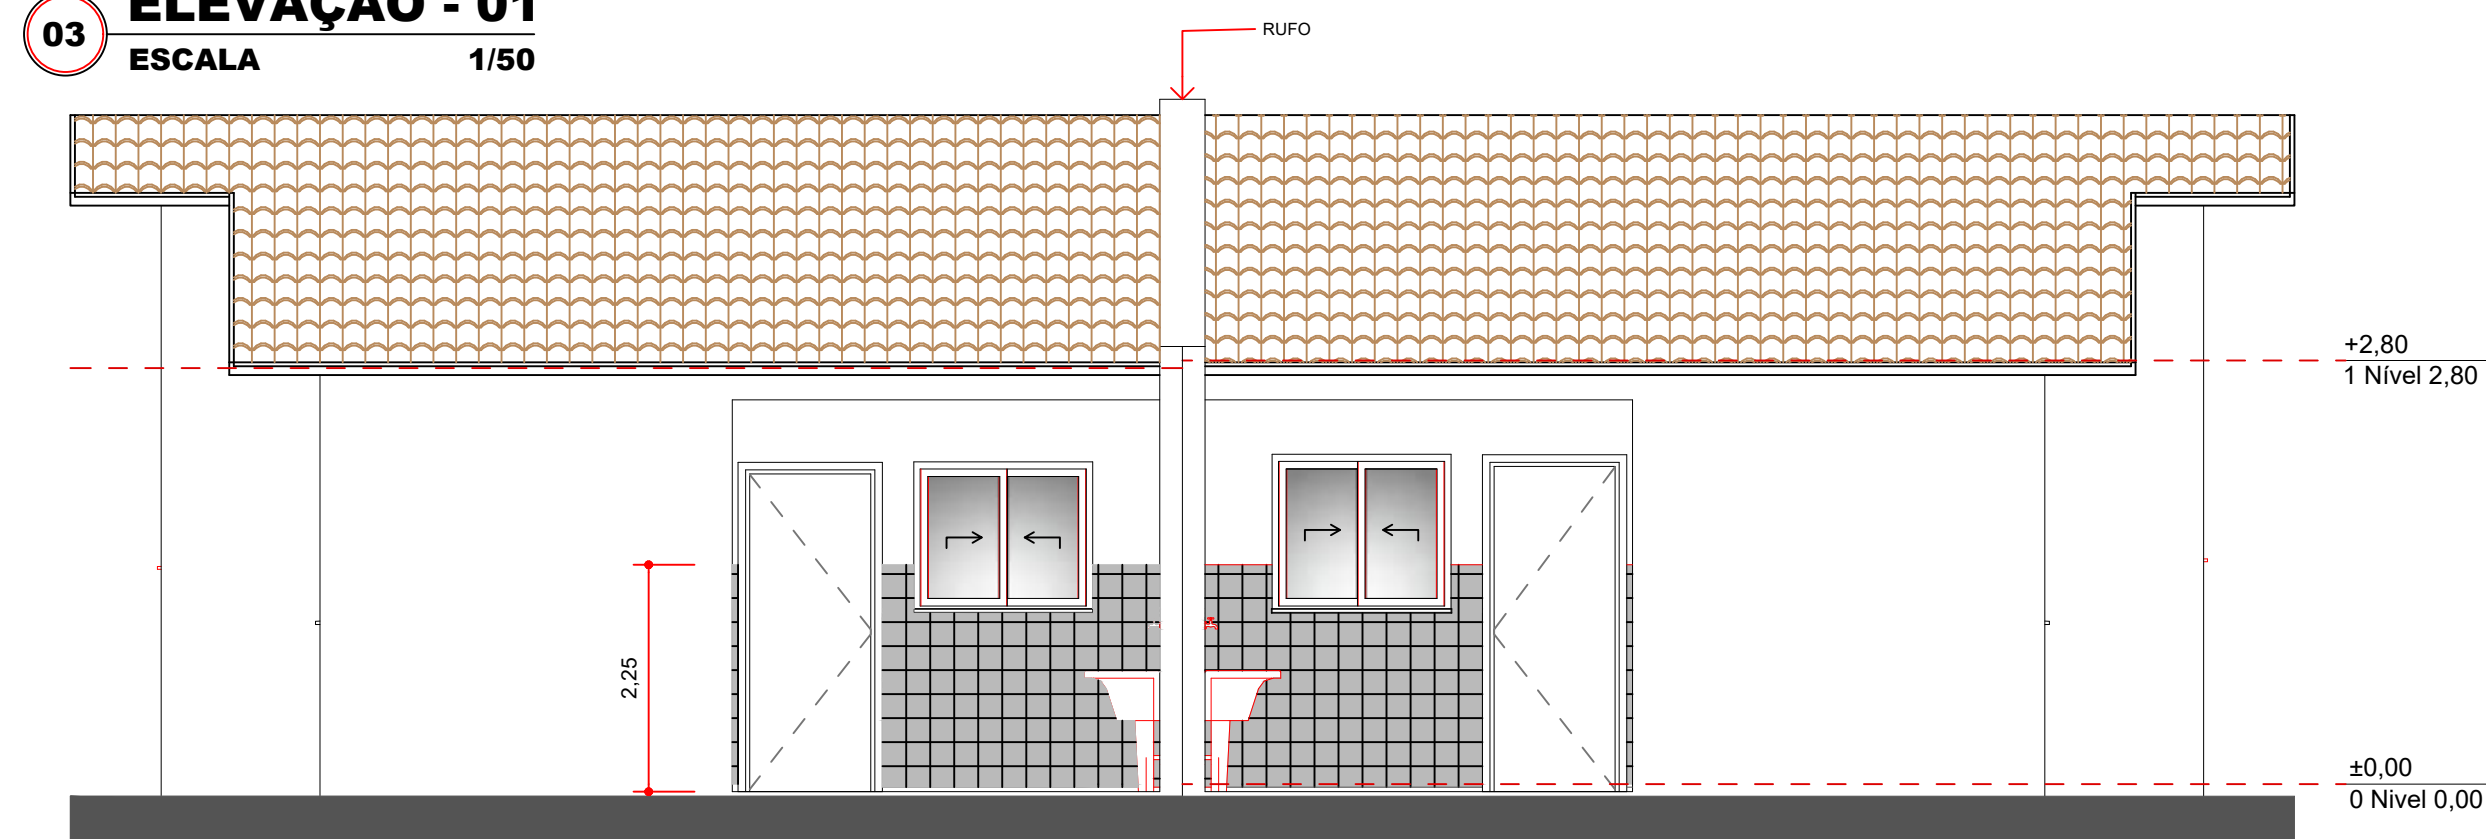 ELEVAÇÃO - 01
03
ESCALA 1/50
RUFO
+2,80
1 Nível 2,80
2,25
±0,00
0 Nivel 0,00